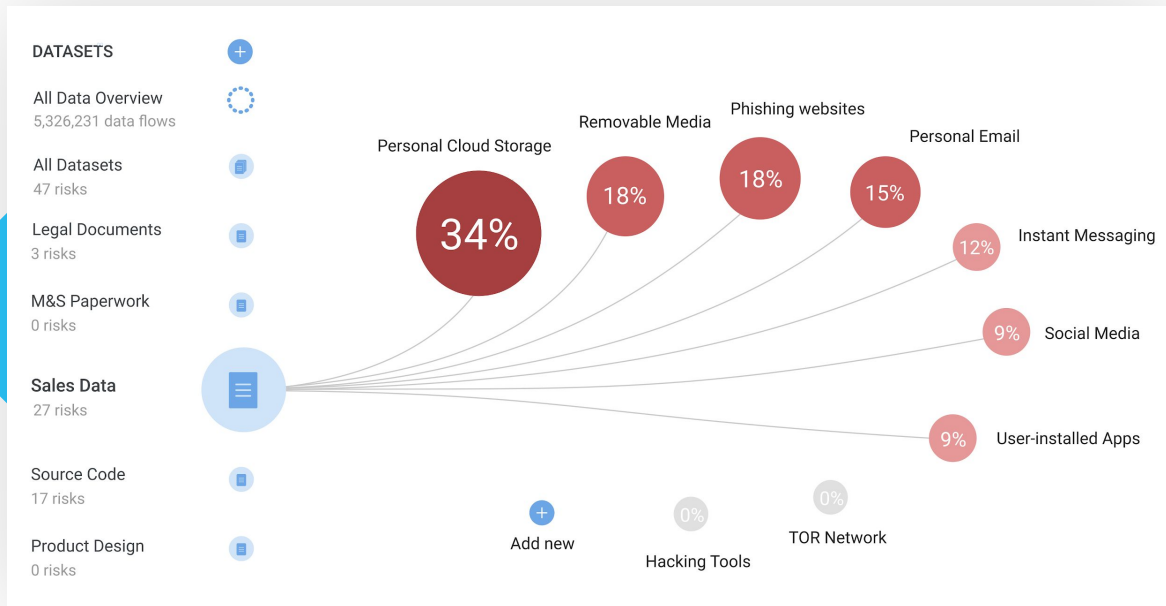 DATASETS
All Data Overview
5,326,231 data flows
All Datasets
47 risks
Legal Documents
3 risks
M&S Paperwork
0 risks
Sales Data
27 risks
Source Code
17 risks
Product Design
0 risks
Personal Cloud Storage
34%
Removable Media
18%
Phishing websites
18%
Personal Email
15%
Instant Messaging
12%
Social Media
9%
User-installed Apps
9%
Add new
0%
Hacking Tools
0%
TOR Network